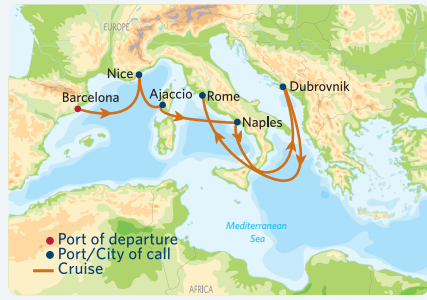 EUROPE
Nice
Barcelona
Ajaccio
Rome
Dubrovnik
Naples
Mediterranean
Sea
Port of departure
Port/City of call
Cruise
AFRICA